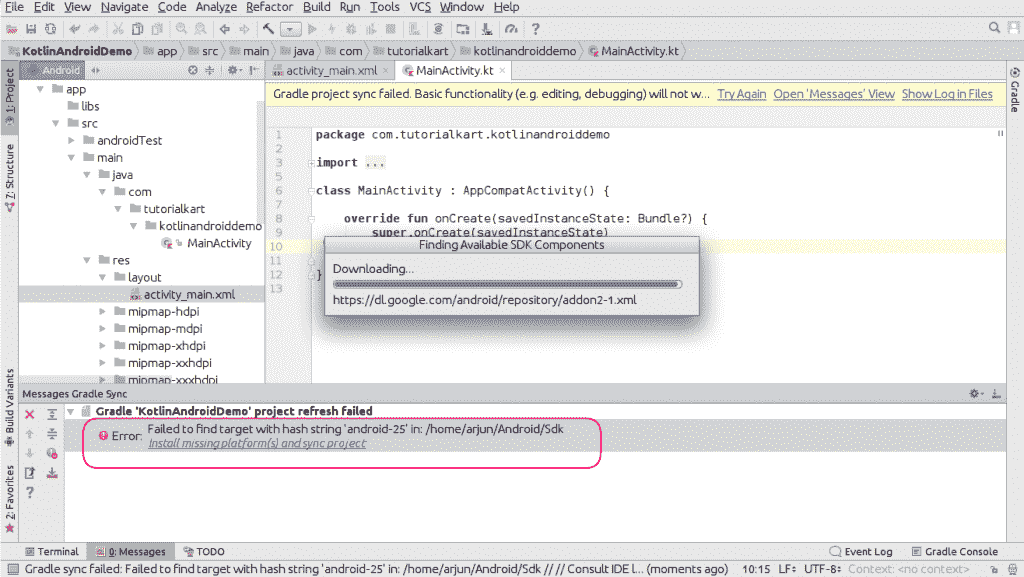 File Edit View Navigate Code Analyze Refactor Build Run Tools VCS Window Help
KotlinAndroidDemo app src main java com tutorialkart kotlinandroiddemo MainActivity.kt
Android
activity_main.xml
MainActivity.kt
1: Project
Z: Structure
Build Variants
2: Favorites
Gradle
app
libs
src
androidTest
main
java
com
tutorialkart
kotlinandroiddemo
MainActivity
res
layout
activity_main.xml
mipmap-hdpi
mipmap-mdpi
mipmap-xhdpi
mipmap-xxhdpi
mipmap-xxxhdpi
Gradle project sync failed. Basic functionality (e.g. editing, debugging) will not w... Try Again Open 'Messages' View Show Log in Files
1 package com.tutorialkart.kotlinandroiddemo
2
3 import ...
5
6 class MainActivity : AppCompatActivity() {
7
8 override fun onCreate(savedInstanceState: Bundle?) {
9 super.onCreate(savedInstanceState)
10
11
12 }
13
Finding Available SDK Components
Downloading...
https://dl.google.com/android/repository/addon2-1.xml
Messages Gradle Sync
Gradle 'KotlinAndroidDemo' project refresh failed
Error: Failed to find target with hash string 'android-25' in: /home/arjun/Android/Sdk
Install missing platform(s) and sync project
Terminal 0: Messages TODO Event Log Gradle Console
Gradle sync failed: Failed to find target with hash string 'android-25' in: /home/arjun/Android/Sdk // // Consult IDE l... (moments ago) 10:15 LF: UTF-8: Context: <no context>